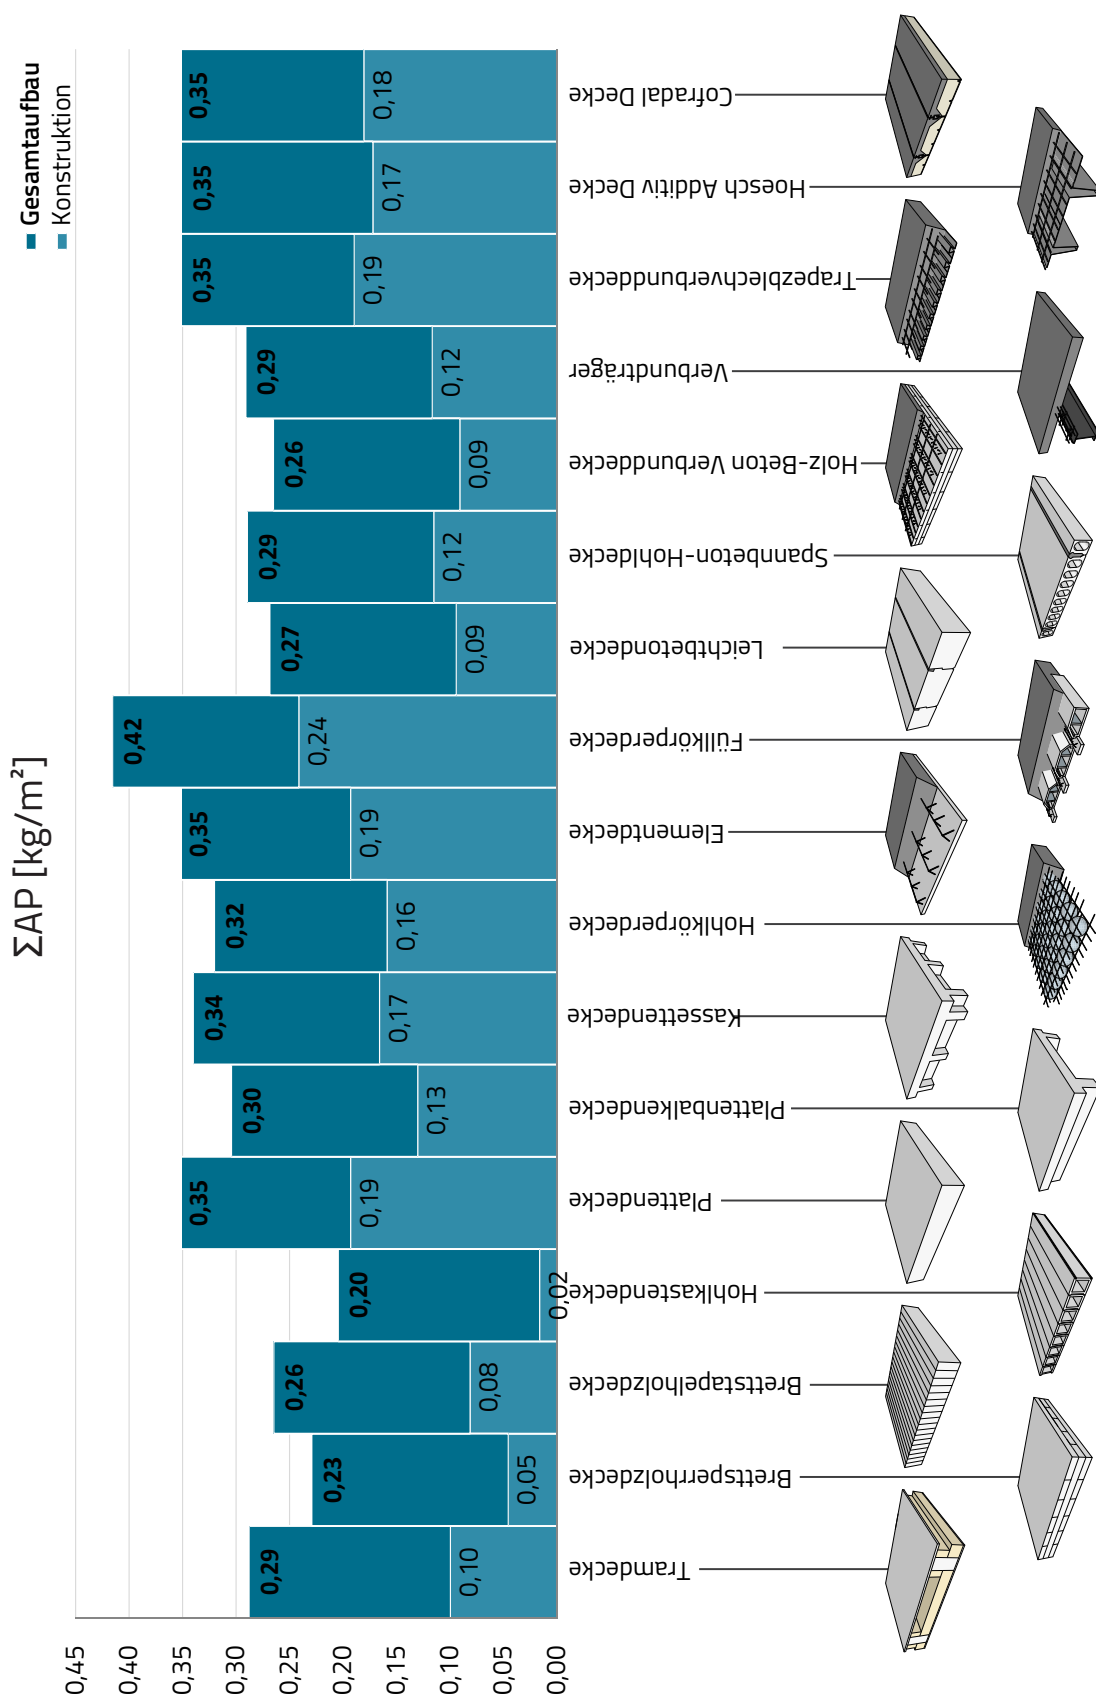 ΣAP [kg/m²]
Gesamtaufbau
Konstruktion
0,45
0,40
0,35
0,30
0,25
0,20
0,15
0,10
0,05
0,00
0,29
0,10
0,23
0,05
0,26
0,08
0,20
0,02
0,35
0,19
0,30
0,13
0,34
0,17
0,32
0,16
0,35
0,19
0,42
0,24
0,27
0,09
0,29
0,12
0,26
0,09
0,29
0,12
0,35
0,19
0,35
0,17
0,35
0,18
Tramdecke
Brettsperrholzdecke
Brettstapelholzdecke
Hohlkastendecke
Plattendecke
Plattenbalkendecke
Kassettendecke
Hohlkörperdecke
Elementdecke
Füllkörperdecke
Leichtbetondecke
Spannbeton-Hohldecke
Holz-Beton Verbunddecke
Verbundträger
Trapezblechverbunddecke
Hoesch Additiv Decke
Cofradal Decke